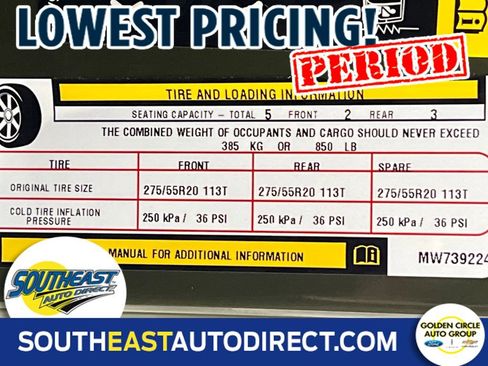 LOWEST PRICING!
PERIOD
TIRE AND LOADING INFORMATION
SEATING CAPACITY - TOTAL 5 FRONT 2 REAR 3
THE COMBINED WEIGHT OF OCCUPANTS AND CARGO SHOULD NEVER EXCEED
385 KG OR 850 LB
TIRE FRONT REAR SPARE
ORIGINAL TIRE SIZE 275/55R20 113T 275/55R20 113T 275/55R20 113T
COLD TIRE INFLATION PRESSURE 250 kPa / 36 PSI 250 kPa / 36 PSI 250 kPa / 36 PSI
MANUAL FOR ADDITIONAL INFORMATION
MW739224
SOUTHEAST
AUTO DIRECT
SOUTHEASTAUTODIRECT.COM
GOLDEN CIRCLE
AUTO GROUP
Ford